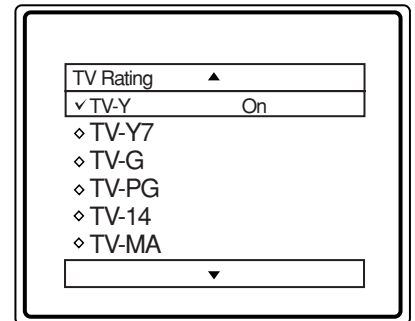 TV Rating ▲
✓ TV-Y On
◇ TV-Y7
◇ TV-G
◇ TV-PG
◇ TV-14
◇ TV-MA
▼